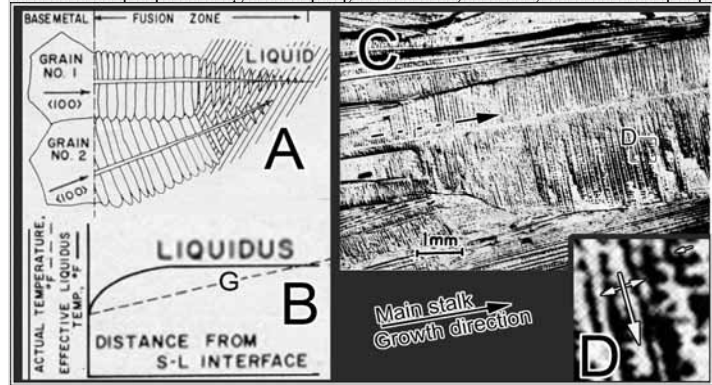 BASE METAL
FUSION ZONE
GRAIN
NO. 1
⟨100⟩
GRAIN
NO. 2
⟨100⟩
LIQUID
A
ACTUAL TEMPERATURE,
°F
EFFECTIVE LIQUIDUS
TEMP, °F
LIQUIDUS
G
B
DISTANCE FROM
S-L INTERFACE
C
D
1mm
Main stalk
Growth direction
D